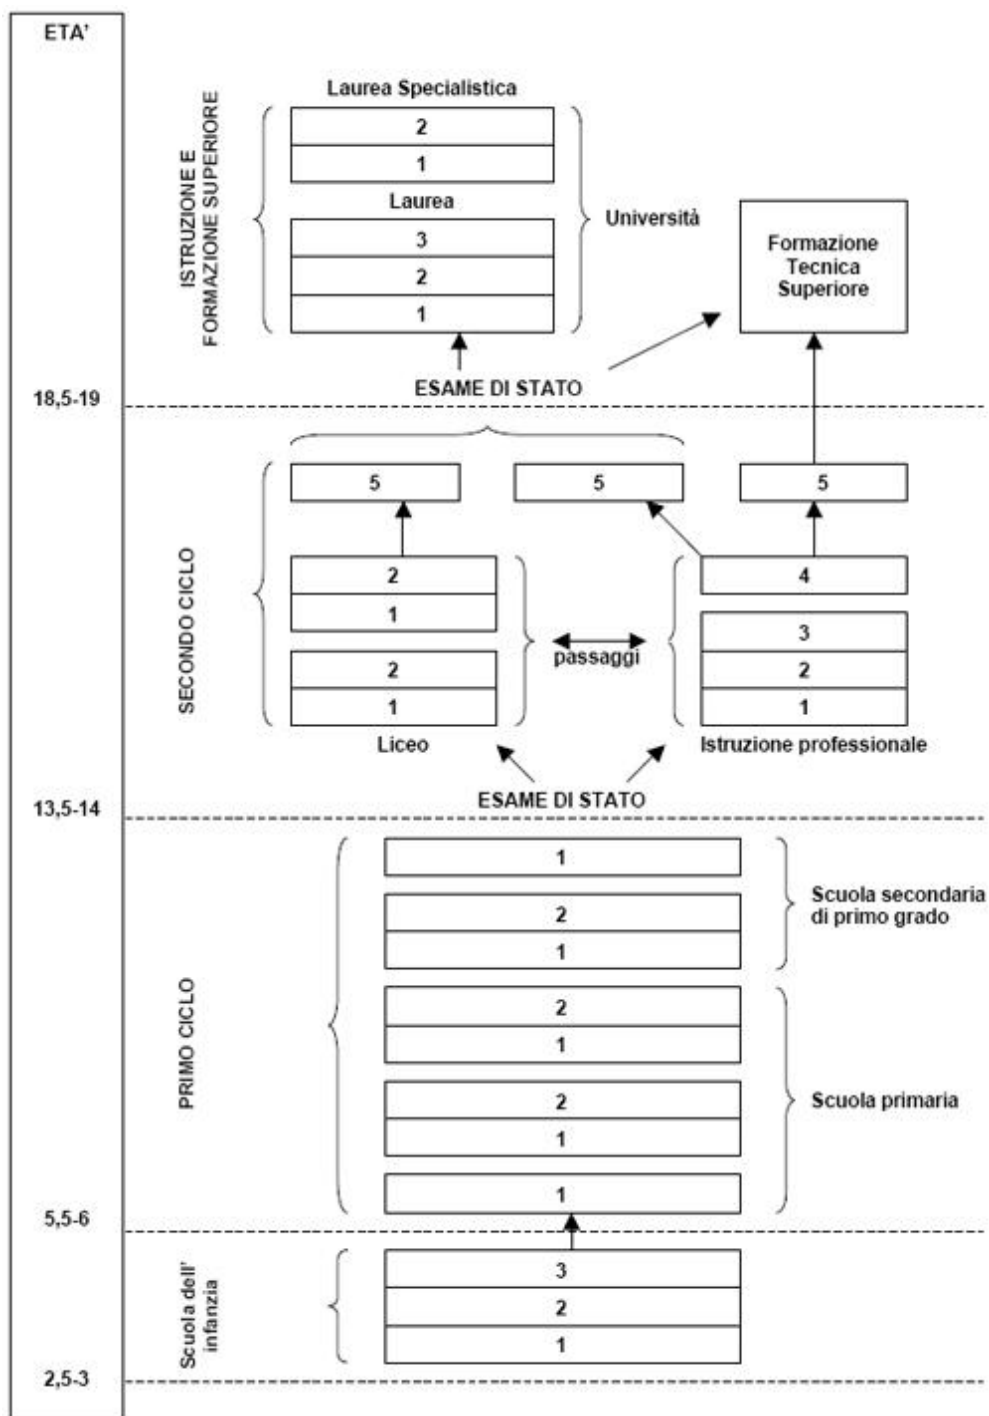 ETA'
ISTRUZIONE E
FORMAZIONE SUPERIORE
Laurea Specialistica
2
1
Laurea
3
2
1
Università
Formazione
Tecnica
Superiore
ESAME DI STATO
18,5-19
SECONDO CICLO
5
5
5
2
1
2
1
Liceo
passaggi
4
3
2
1
Istruzione professionale
ESAME DI STATO
13,5-14
PRIMO CICLO
1
2
1
Scuola secondaria
di primo grado
2
1
2
1
1
Scuola primaria
5,5-6
Scuola dell'
infanzia
3
2
1
2,5-3